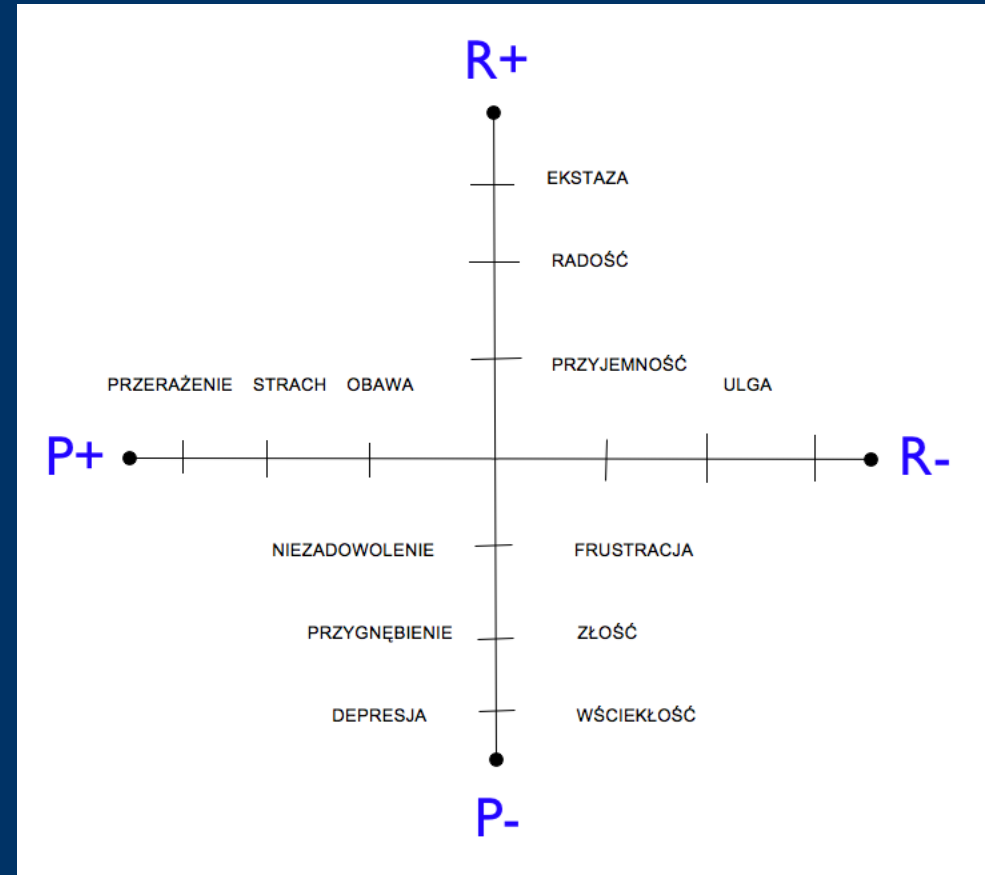 R+
EKSTAZA
RADOŚĆ
PRZYJEMNOŚĆ
PRZERAŻENIE STRACH OBAWA ULGA
P+ R-
NIEZADOWOLENIE FRUSTRACJA
PRZYGNĘBIENIE ZŁOŚĆ
DEPRESJA WŚCIEKŁOŚĆ
P-